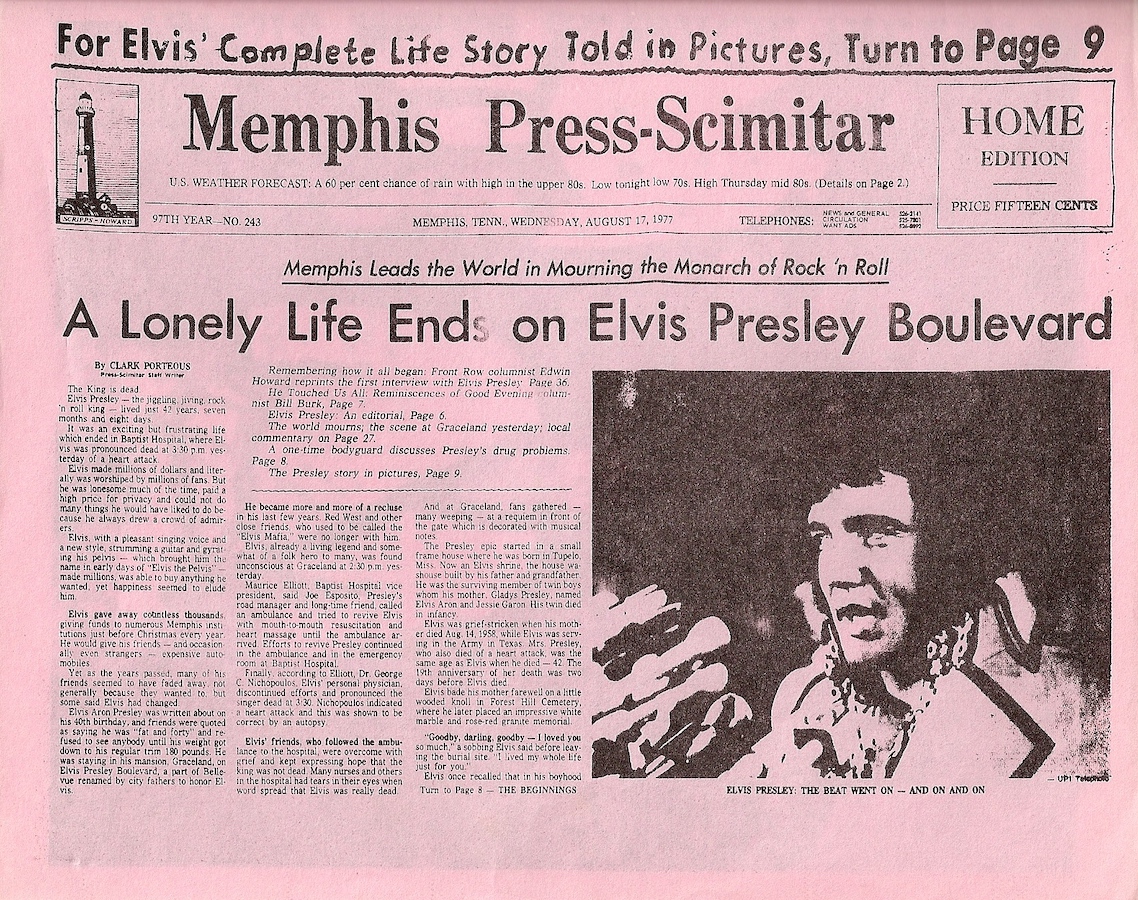 For Elvis' Complete Life Story Told in Pictures, Turn to Page 9
Memphis Press-Scimitar
HOME
EDITION
PRICE FIFTEEN CENTS
U.S. WEATHER FORECAST: A 60 per cent chance of rain with high in the upper 80s. Low tonight low 70s. High Thursday mid 80s. (Details on Page 2.)
SCRIPPS-HOWARD
97TH YEAR—NO. 243
MEMPHIS, TENN., WEDNESDAY, AUGUST 17, 1977
TELEPHONES:
NEWS and GENERAL
CIRCULATION
WANT ADS
Memphis Leads the World in Mourning the Monarch of Rock 'n Roll
A Lonely Life Ends on Elvis Presley Boulevard
By CLARK PORTEOUS
Press-Scimitar Staff Writer
The King is dead.
Elvis Presley — the jiggling, jiving, rock
'n roll king — lived just 42 years, seven
months and eight days.
It was an exciting but frustrating life
which ended in Baptist Hospital, where El-
vis was pronounced dead at 3:30 p.m. yes-
terday of a heart attack.
Elvis made millions of dollars and liter-
ally was worshiped by millions of fans. But
he was lonesome much of the time, paid a
high price for privacy and could not do
many things he would have liked to do be-
cause he always drew a crowd of admir-
ers.
Elvis, with a pleasant singing voice and
a new style, strumming a guitar and gyrat-
ing his pelvis — which brought him the
name in early days of "Elvis the Pelvis" —
made millions, was able to buy anything he
wanted, yet happiness seemed to elude
him.
Elvis gave away countless thousands,
giving funds to numerous Memphis insti-
tutions just before Christmas every year.
He would give his friends — and occasion-
ally even strangers — expensive auto-
mobiles.
Yet as the years passed, many of his
friends seemed to have faded away, not
generally because they wanted to, but
some said Elvis had changed.
Elvis Aron Presley was written about on
his 40th birthday, and friends were quoted
as saying he was "fat and forty" and re-
fused to see anybody until his weight got
down to his regular trim 180 pounds. He
was staying in his mansion, Graceland, on
Elvis Presley Boulevard, a part of Belle-
vue renamed by city fathers to honor El-
vis.
Remembering how it all began: Front Row columnist Edwin
Howard reprints the first interview with Elvis Presley. Page 36.
He Touched Us All: Reminiscences of Good Evening colum-
nist Bill Burk, Page 7.
Elvis Presley: An editorial, Page 6.
The world mourns; the scene at Graceland yesterday; local
commentary on Page 27.
A one-time bodyguard discusses Presley's drug problems.
Page 8.
The Presley story in pictures, Page 9.
He became more and more of a recluse
in his last few years. Red West and other
close friends, who used to be called the
"Elvis Mafia," were no longer with him.
Elvis, already a living legend and some-
what of a folk hero to many, was found
unconscious at Graceland at 2:30 p.m. yes-
terday.
Maurice Elliott, Baptist Hospital vice
president, said Joe Esposito, Presley's
road manager and long-time friend, called
an ambulance and tried to revive Elvis
with mouth-to-mouth resuscitation and
heart massage until the ambulance ar-
rived. Efforts to revive Presley continued
in the ambulance and in the emergency
room at Baptist Hospital.
Finally, according to Elliott, Dr. George
C. Nichopoulos, Elvis' personal physician,
discontinued efforts and pronounced the
singer dead at 3:30. Nichopoulos indicated
a heart attack and this was shown to be
correct by an autopsy.
Elvis' friends, who followed the ambu-
lance to the hospital, were overcome with
grief and kept expressing hope that the
king was not dead. Many nurses and others
in the hospital had tears in their eyes when
word spread that Elvis was really dead.
And at Graceland, fans gathered —
many weeping — at a requiem in front of
the gate which is decorated with musical
notes.
The Presley epic started in a small
frame house where he was born in Tupelo,
Miss. Now an Elvis shrine, the house wa-
shouse built by his father and grandfather.
He was the surviving member of twin boys
whom his mother, Gladys Presley, named
Elvis Aron and Jessie Garon. His twin died
in infancy.
Elvis was grief-stricken when his moth-
er died Aug. 14, 1958, while Elvis was serv-
ing in the Army in Texas. Mrs. Presley,
who also died of a heart attack, was the
same age as Elvis when he died — 42. The
19th anniversary of her death was two
days before Elvis died.
Elvis bade his mother farewell on a little
wooded knoll in Forest Hill Cemetery,
where he later placed an impressive white
marble and rose-red granite memorial.
"Goodby, darling, goodby — I loved you
so much," a sobbing Elvis said before leav-
ing the burial site. "I lived my whole life
just for you."
Elvis once recalled that in his boyhood
Turn to Page 8 — THE BEGINNINGS
— UPI Telephoto
ELVIS PRESLEY: THE BEAT WENT ON — AND ON AND ON